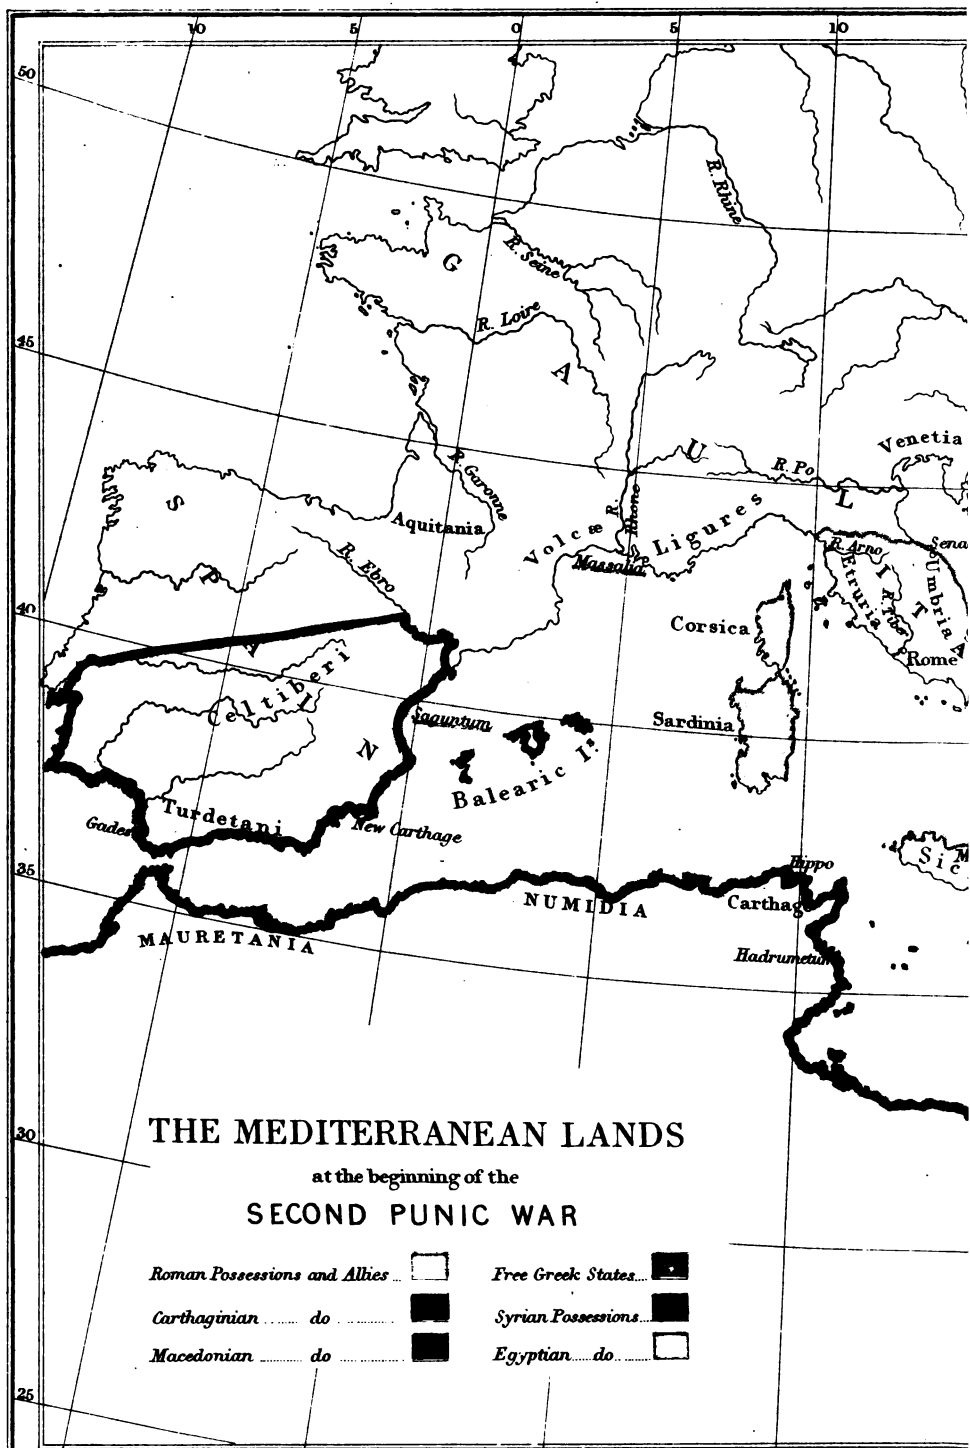 10 5 0 5 10
50
R. Rhine
G
R. Seine
R. Loire
45
A
Venetia
U
R. Po
R. Garonne
L
S
Aquitania
Volcæ
R. Rhone
Ligures
R. Arno
Sena
R. Ebro
Massalia
P
Etruria
I
Umbria
40
R. Tiber
T
Corsica
A
A
Rome
Celtiberi
I
Saguntum
Sardinia
N
Balearic Is.
Turdetani
Gades
New Carthage
Hippo
Sic
M
35
NUMIDIA
Carthage
MAURETANIA
Hadrumetum
THE MEDITERRANEAN LANDS
at the beginning of the
30
SECOND PUNIC WAR
Roman Possessions and Allies Free Greek States
Carthaginian do Syrian Possessions
Macedonian do Egyptian do
25